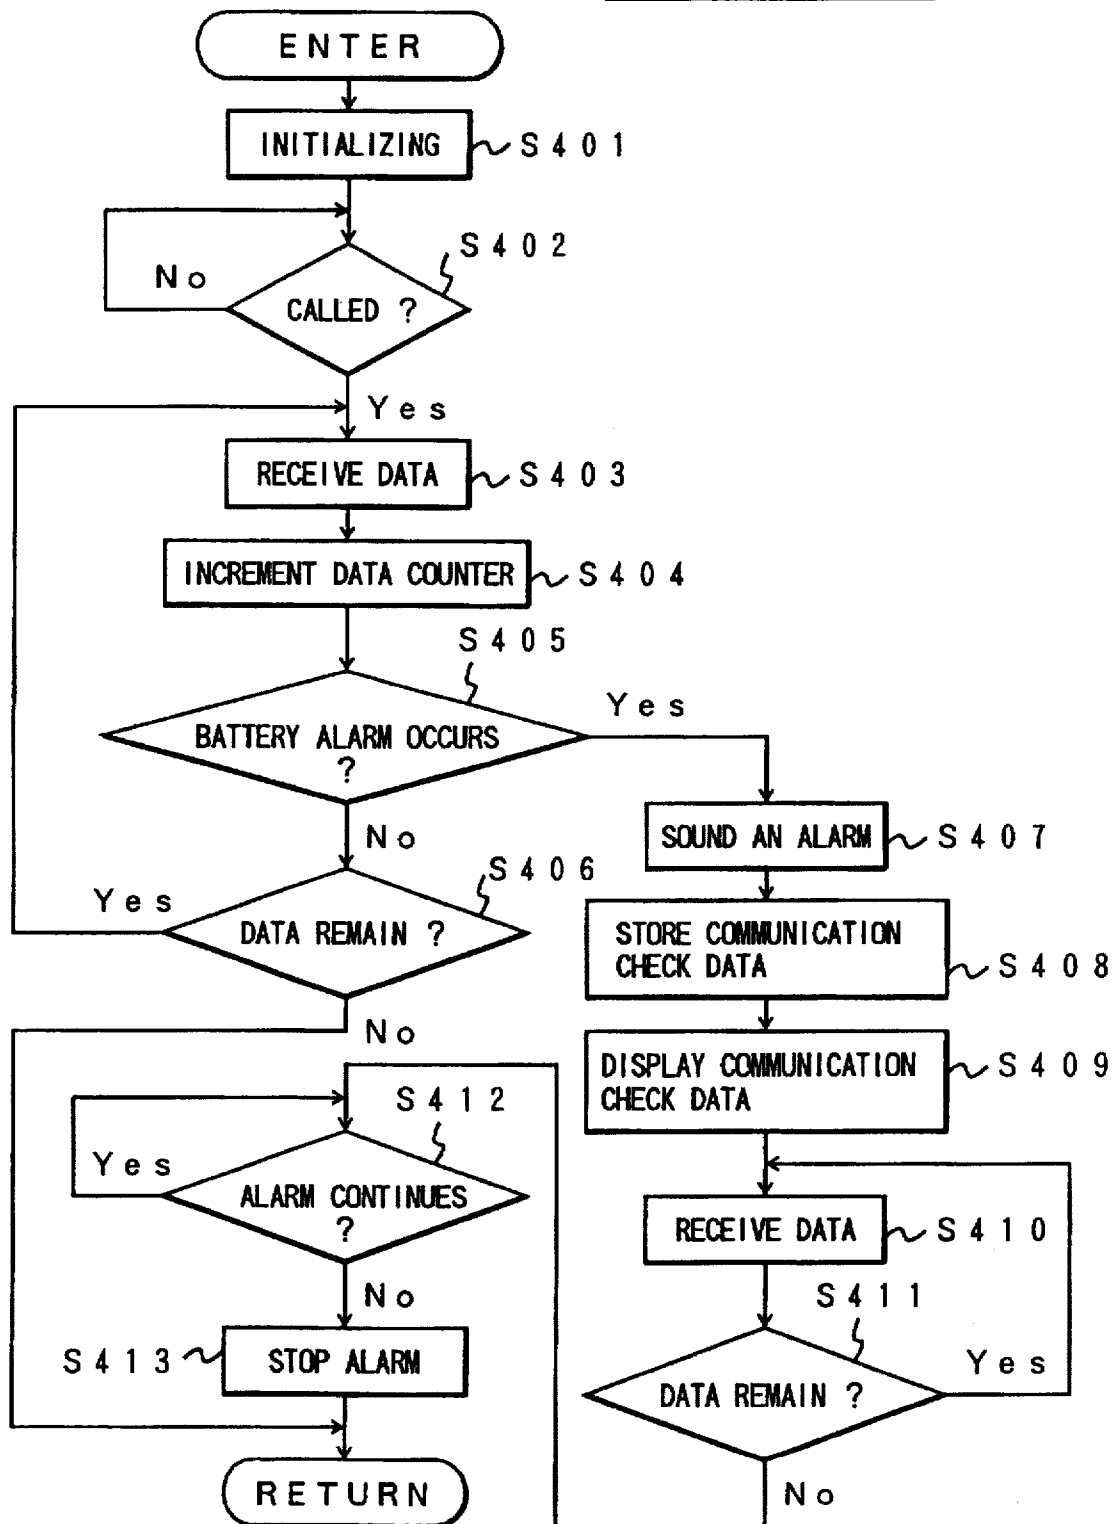 ENTER
INITIALIZING
S401
S402
No
CALLED ?
Yes
RECEIVE DATA
S403
INCREMENT DATA COUNTER
S404
S405
BATTERY ALARM OCCURS
?
Yes
No
SOUND AN ALARM
S407
S406
Yes
DATA REMAIN ?
No
STORE COMMUNICATION
CHECK DATA
S408
DISPLAY COMMUNICATION
CHECK DATA
S409
RECEIVE DATA
S410
S411
DATA REMAIN ?
Yes
No
S412
Yes
ALARM CONTINUES
?
No
S413
STOP ALARM
RETURN